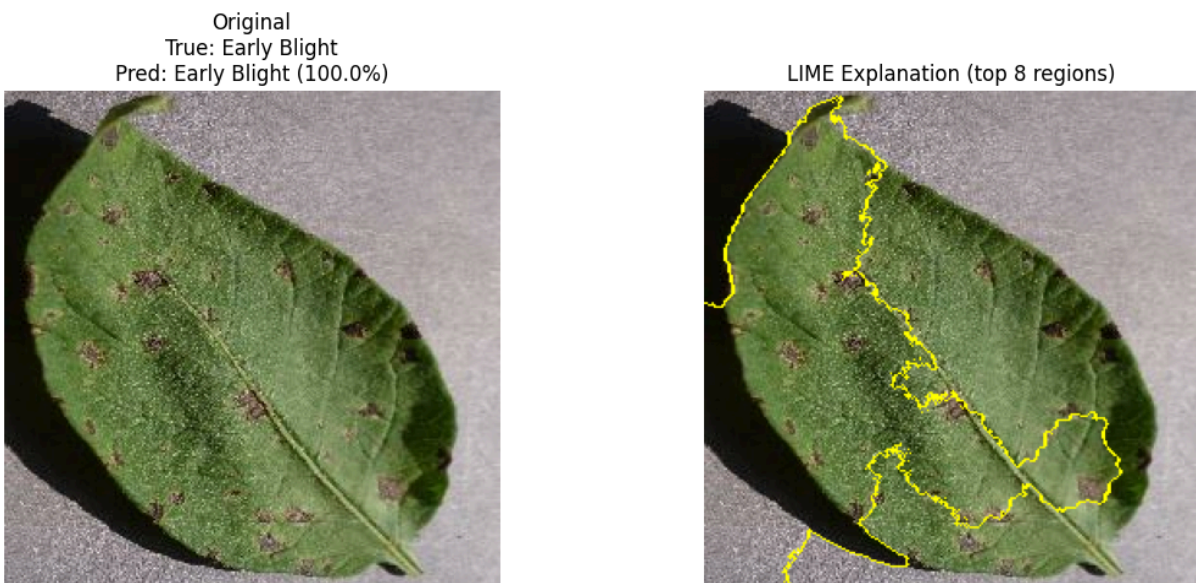 Original
True: Early Blight
Pred: Early Blight (100.0%)
LIME Explanation (top 8 regions)